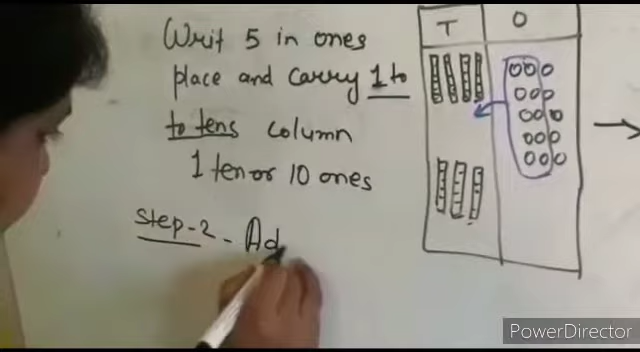 Writ 5 in ones
place and carry 1 to
to tens column
1 ten or 10 ones
Step-2 - Ad
T O
PowerDirector